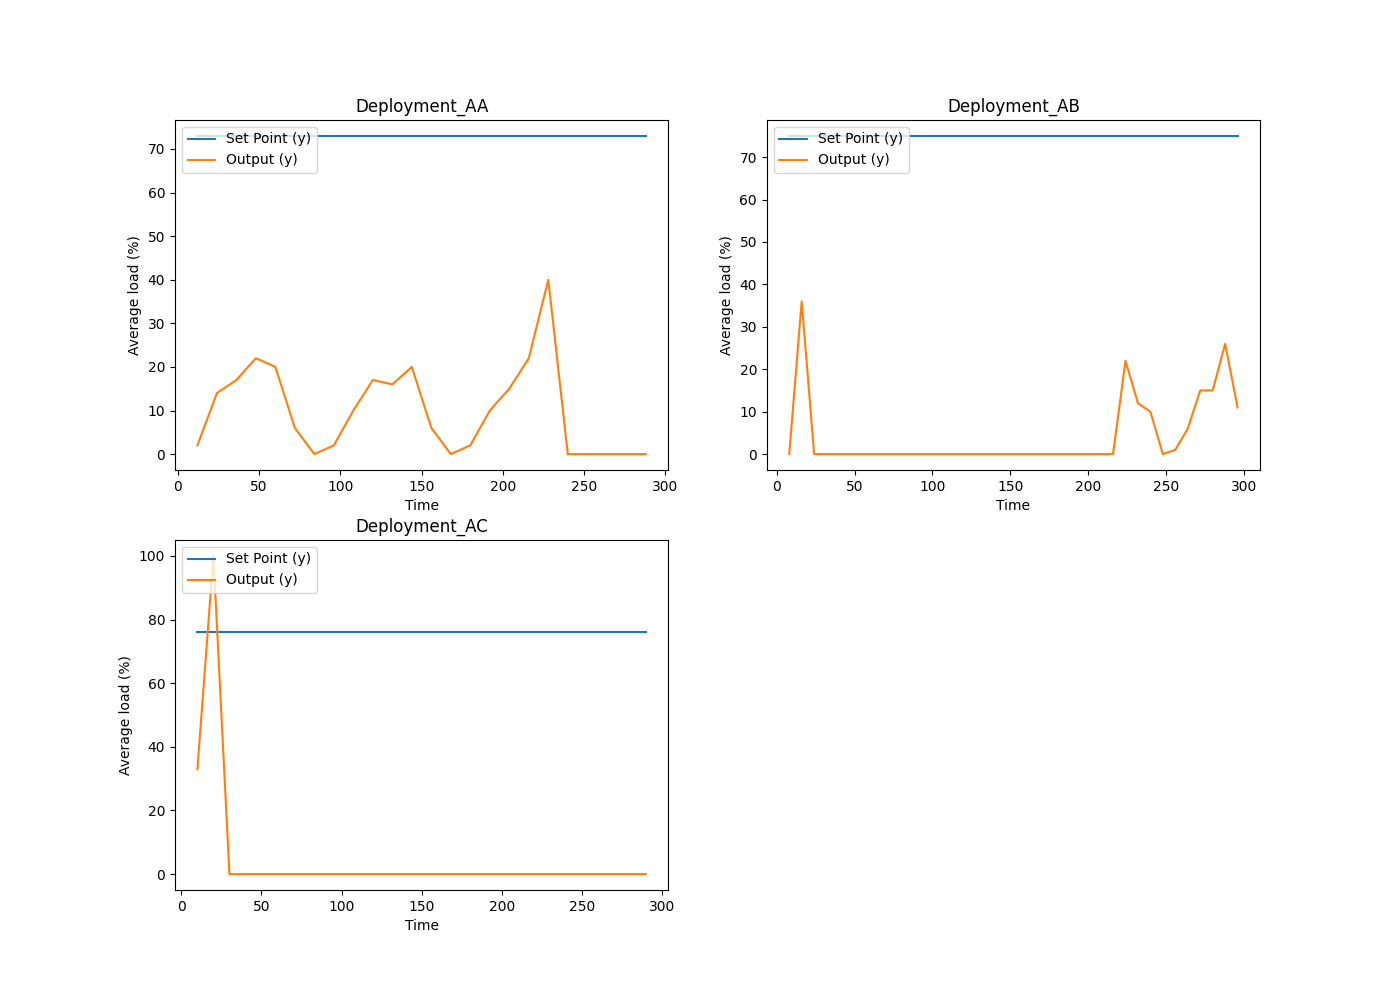 Deployment_AA
Set Point (y)
Output (y)
Average load (%)
70
60
50
40
30
20
10
0
0 50 100 150 200 250 300
Time
Deployment_AB
Set Point (y)
Output (y)
Average load (%)
70
60
50
40
30
20
10
0
0 50 100 150 200 250 300
Time
Deployment_AC
Set Point (y)
Output (y)
Average load (%)
100
80
60
40
20
0
0 50 100 150 200 250 300
Time